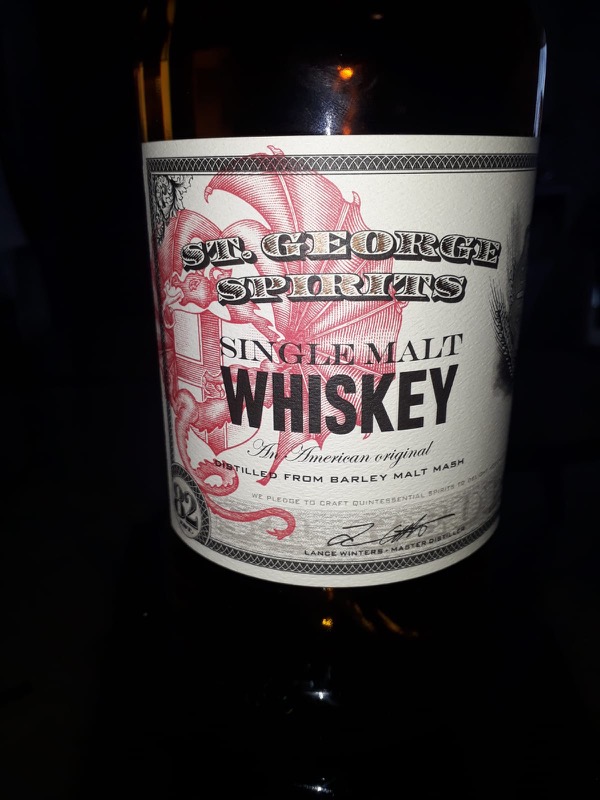 ST. GEORGE
SPIRITS
SINGLE MALT
WHISKEY
An American original
DISTILLED FROM BARLEY MALT MASH
WE PLEDGE TO CRAFT QUINTESSENTIAL SPIRITS TO
82
LANCE WINTERS • MASTER DISTILLER